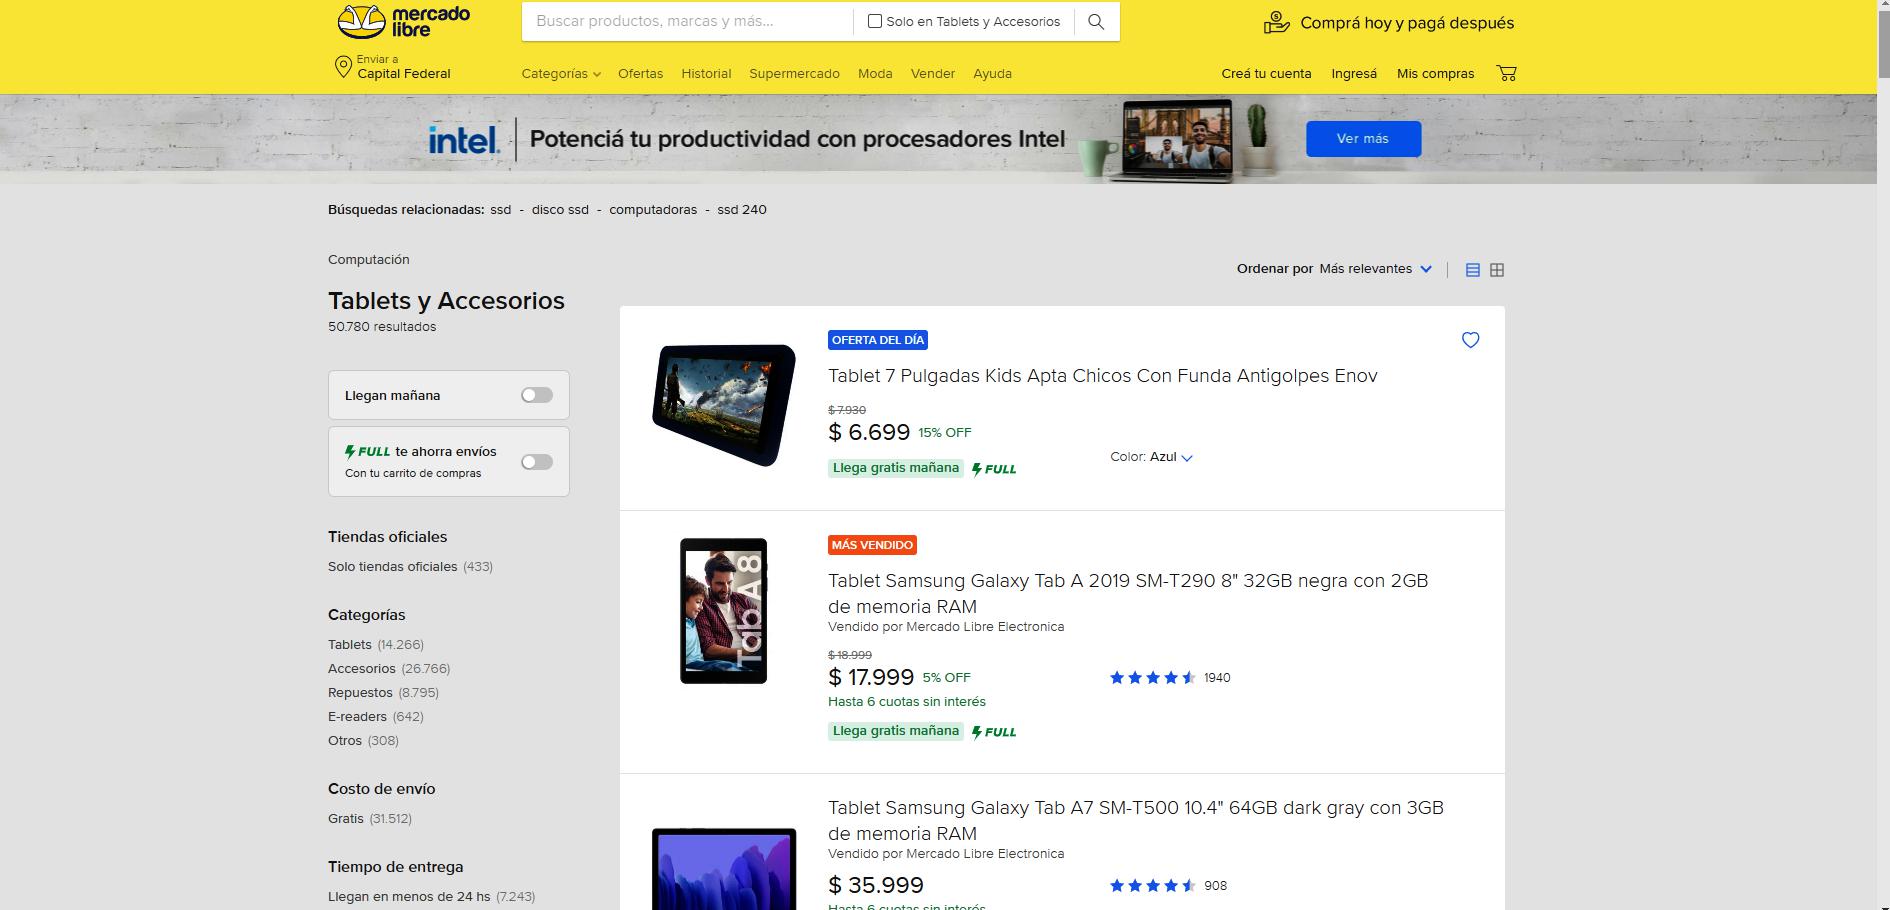 mercado
libre
Buscar productos, marcas y más...
Solo en Tablets y Accesorios
Comprá hoy y pagá después
Enviar a
Capital Federal
Categorías Ofertas Historial Supermercado Moda Vender Ayuda
Creá tu cuenta Ingresá Mis compras
intel. Potenciá tu productividad con procesadores Intel
Ver más
Búsquedas relacionadas: ssd - disco ssd - computadoras - ssd 240
Computación
Ordenar por Más relevantes
Tablets y Accesorios
50.780 resultados
Llegan mañana
FULL te ahorra envíos
Con tu carrito de compras
Tiendas oficiales
Solo tiendas oficiales (433)
Categorías
Tablets (14.266)
Accesorios (26.766)
Repuestos (8.795)
E-readers (642)
Otros (308)
Costo de envío
Gratis (31.512)
Tiempo de entrega
Llegan en menos de 24 hs (7.243)
OFERTA DEL DÍA
Tablet 7 Pulgadas Kids Apta Chicos Con Funda Antigolpes Enov
$ 7.930
$ 6.699 15% OFF
Color: Azul
Llega gratis mañana FULL
Tab A 8
MÁS VENDIDO
Tablet Samsung Galaxy Tab A 2019 SM-T290 8" 32GB negra con 2GB
de memoria RAM
Vendido por Mercado Libre Electronica
$ 18.999
$ 17.999 5% OFF
1940
Hasta 6 cuotas sin interés
Llega gratis mañana FULL
Tablet Samsung Galaxy Tab A7 SM-T500 10.4" 64GB dark gray con 3GB
de memoria RAM
Vendido por Mercado Libre Electronica
$ 35.999
908
Hasta 6 cuotas sin interés